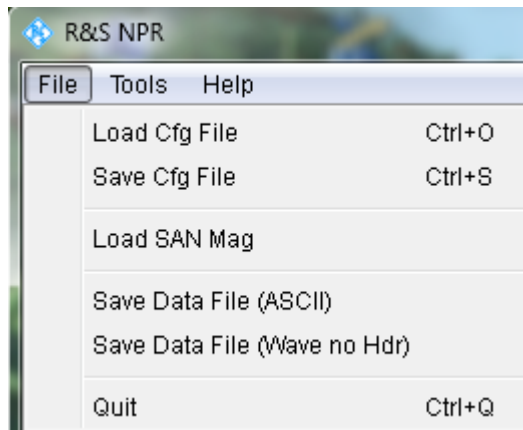 R&S NPR
File Tools Help
Load Cfg File Ctrl+O
Save Cfg File Ctrl+S
Load SAN Mag
Save Data File (ASCII)
Save Data File (Wave no Hdr)
Quit Ctrl+Q